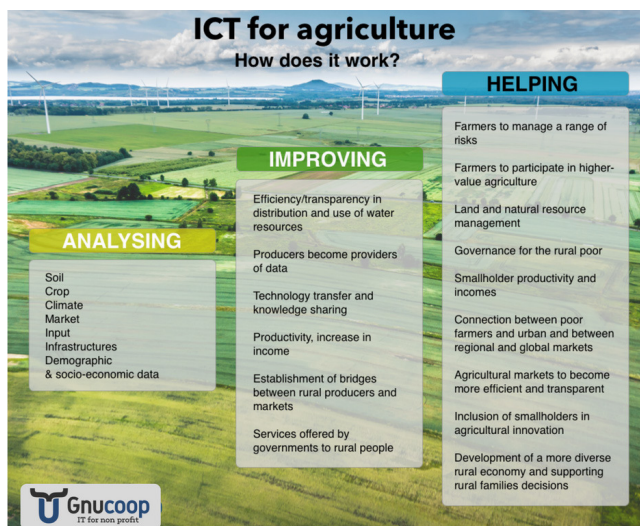 ICT for agriculture
How does it work?
ANALYSING
Soil
Crop
Climate
Market
Input
Infrastructures
Demographic
& socio-economic data
IMPROVING
Efficiency/transparency in
distribution and use of water
resources
Producers become providers
of data
Technology transfer and
knowledge sharing
Productivity, increase in
income
Establishment of bridges
between rural producers and
markets
Services offered by
governments to rural people
HELPING
Farmers to manage a range of
risks
Farmers to participate in higher-
value agriculture
Land and natural resource
management
Governance for the rural poor
Smallholder productivity and
incomes
Connection between poor
farmers and urban and between
regional and global markets
Agricultural markets to become
more efficient and transparent
Inclusion of smallholders in
agricultural innovation
Development of a more diverse
rural economy and supporting
rural families decisions
Gnucoop
IT for non profit